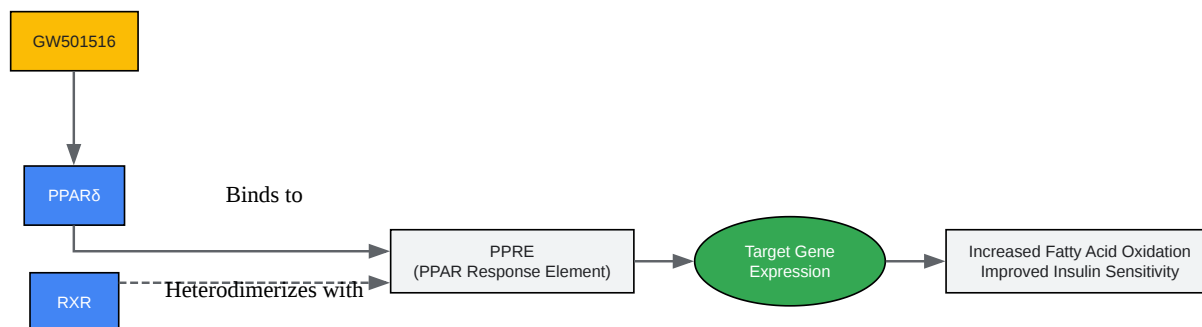 GW501516
PPARδ
Binds to
PPRE
(PPAR Response Element)
Target Gene
Expression
Increased Fatty Acid Oxidation
Improved Insulin Sensitivity
RXR
Heterodimerizes with